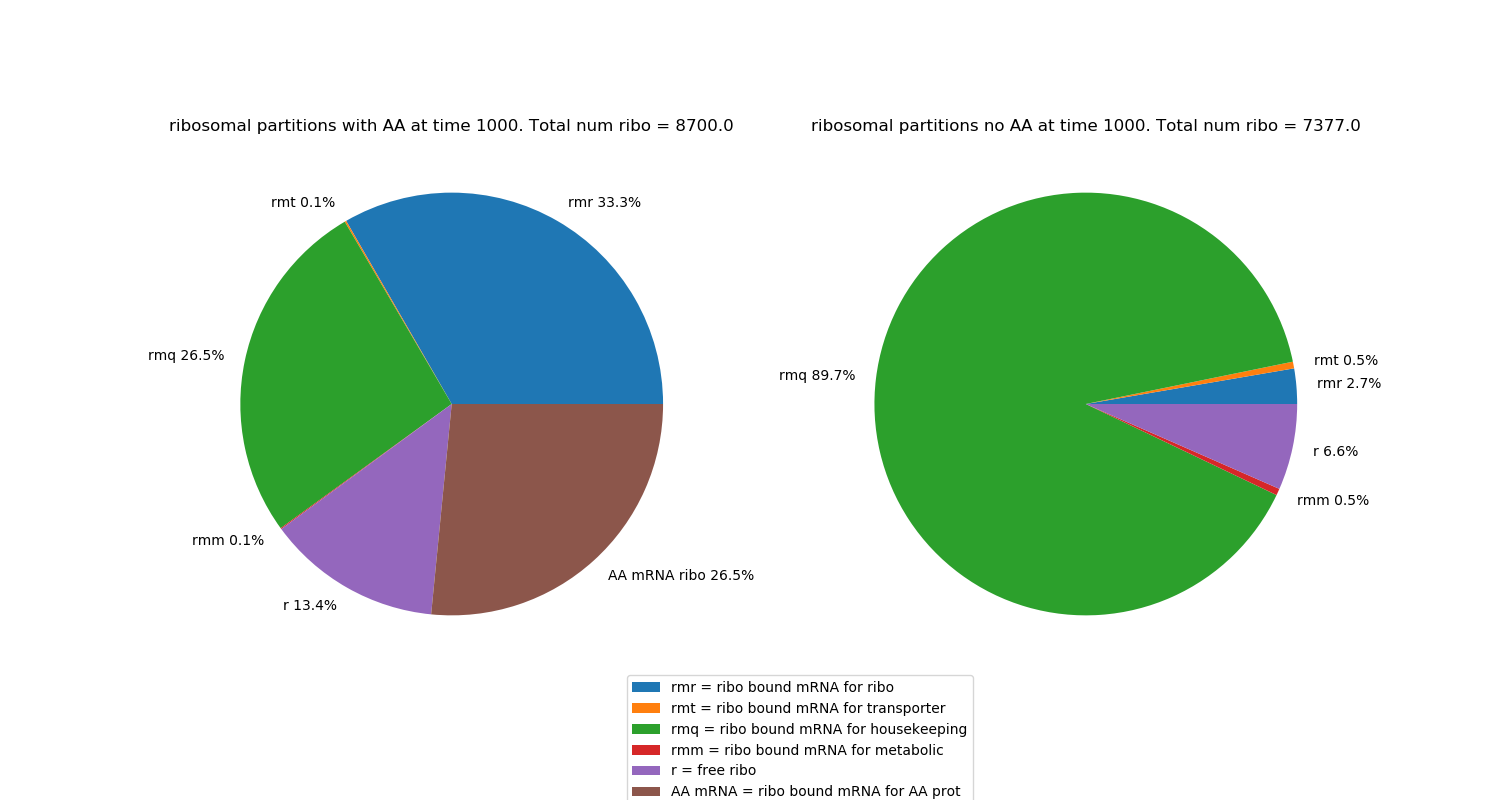 ribosomal partitions with AA at time 1000. Total num ribo = 8700.0
rmt 0.1%
rmr 33.3%
rmq 26.5%
rmm 0.1%
r 13.4%
AA mRNA ribo 26.5%
ribosomal partitions no AA at time 1000. Total num ribo = 7377.0
rmq 89.7%
rmt 0.5%
rmr 2.7%
r 6.6%
rmm 0.5%
rmr = ribo bound mRNA for ribo
rmt = ribo bound mRNA for transporter
rmq = ribo bound mRNA for housekeeping
rmm = ribo bound mRNA for metabolic
r = free ribo
AA mRNA = ribo bound mRNA for AA prot